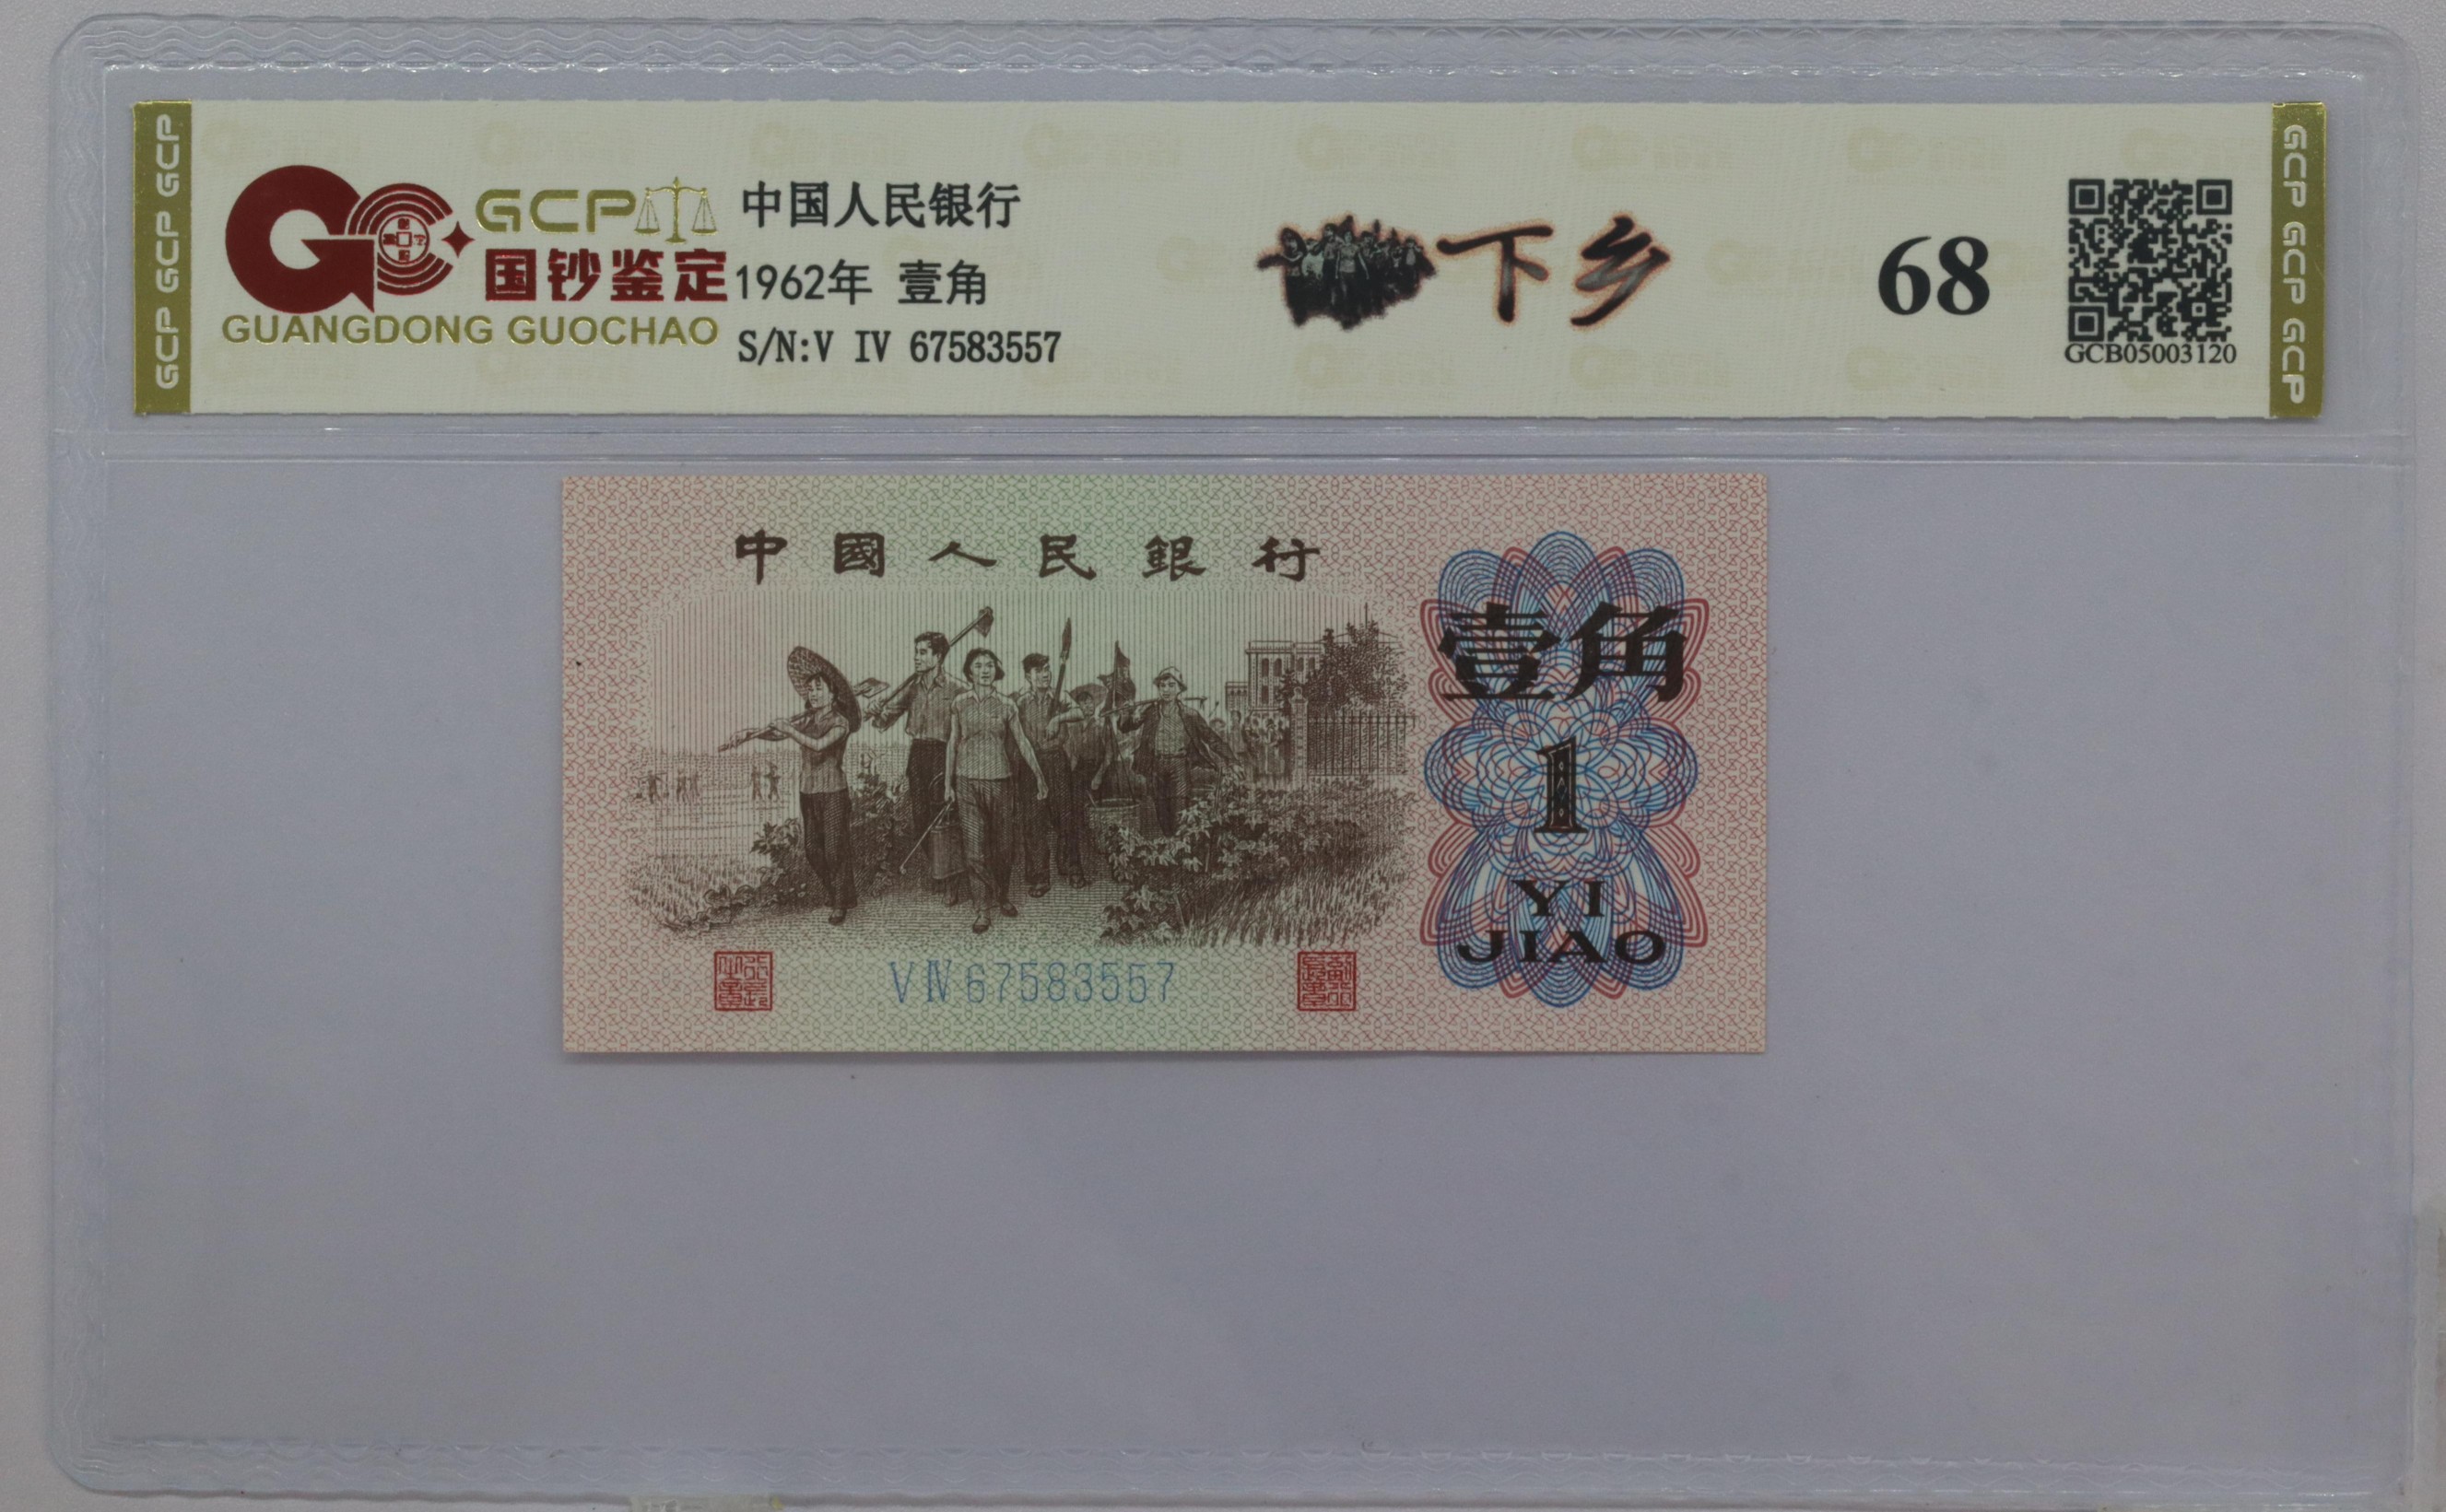 GCP GCP GCP
GCP
国钞鉴定
GUANGDONG GUOCHAO
中国人民银行
1962年 壹角
S/N:V IV 67583557
下乡
68
GCB05003120
GCP GCP GCP
中國人民銀行
壹角
1
YI
JIAO
V IV 67583557